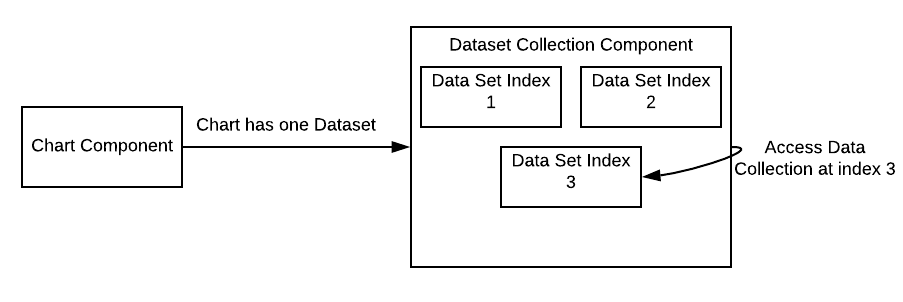 Dataset Collection Component
Data Set Index
1
Data Set Index
2
Chart has one Dataset
Chart Component
Data Set Index
3
Access Data
Collection at index 3